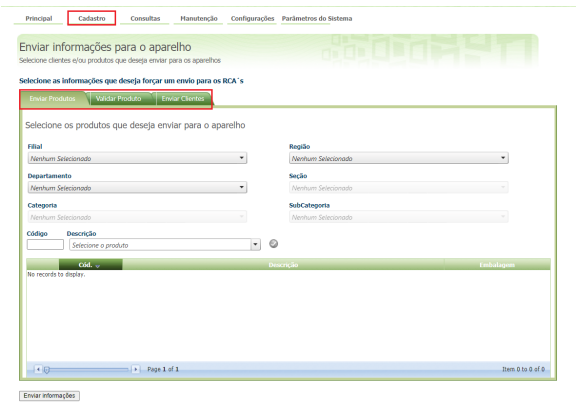 Principal Cadastro Consultas Manutenção Configurações Parâmetros do Sistema
Enviar informações para o aparelho
Selecione clientes e/ou produtos que deseja enviar para os aparelhos
Selecione as informações que deseja forçar um envio para os RCA´s
Enviar Produtos Validar Produto Enviar Clientes
Selecione os produtos que deseja enviar para o aparelho
Filial Região
Nenhum Selecionado Nenhum Selecionado
Departamento Seção
Nenhum Selecionado Nenhum Selecionado
Categoria SubCategoria
Nenhum Selecionado Nenhum Selecionado
Código Descrição
Selecione o produto
Cód. Descrição Embalagem
No records to display.
Page 1 of 1 Item 0 to 0 of 0
Enviar Informações